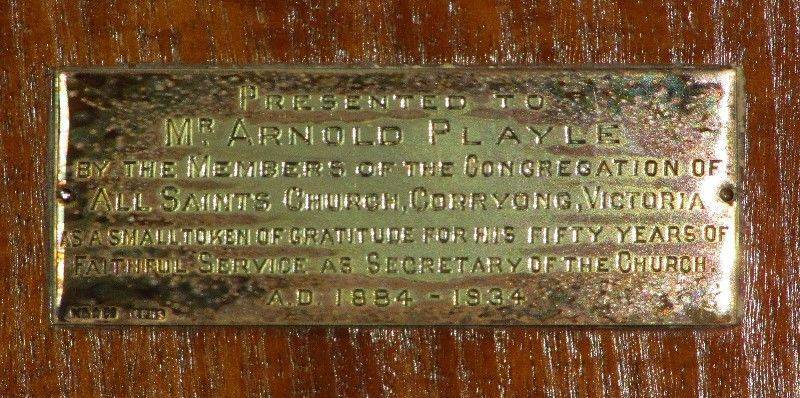 PRESENTED TO
MR. ARNOLD PLAYLE
BY THE MEMBERS OF THE CONGREGATION OF
ALL SAINTS CHURCH, CORRYONG, VICTORIA
AS A SMALL TOKEN OF GRATITUDE FOR HIS FIFTY YEARS OF
FAITHFUL SERVICE AS SECRETARY OF THE CHURCH.
A.D. 1884 - 1934